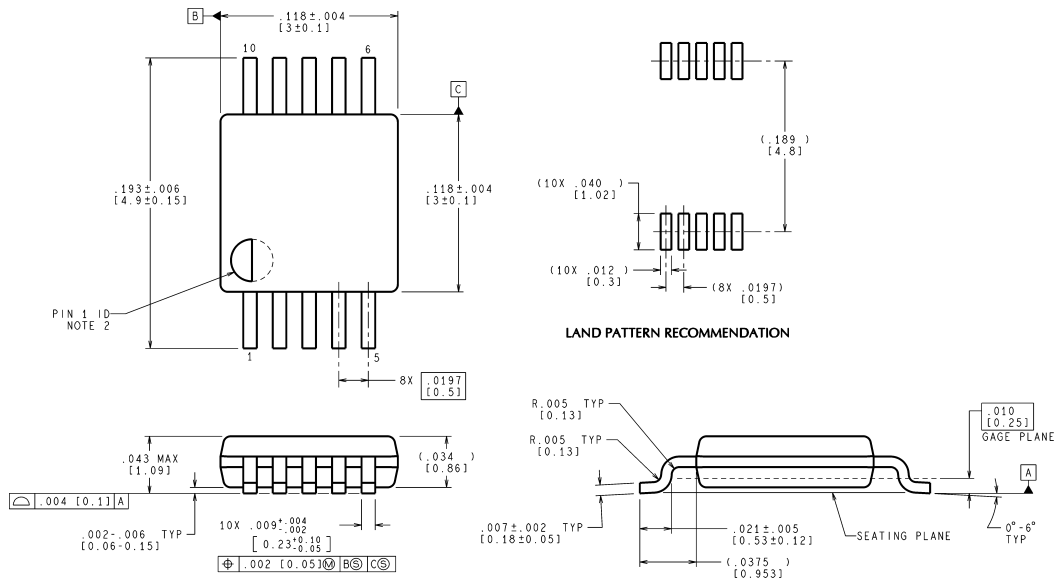 B
.118±.004
[3±0.1]
10
6
C
.193±.006
[4.9±0.15]
.118±.004
[3±0.1]
PIN 1 ID
NOTE 2
1
5
8X .0197
[0.5]
(.189 )
[4.8]
(10X .040 )
[1.02]
(10X .012 )
[0.3]
(8X .0197)
[0.5]
LAND PATTERN RECOMMENDATION
.043 MAX
[1.09]
(.034 )
[0.86]
⌓ .004 [0.1] A
.002-.006 TYP
[0.06-0.15]
10X .009 +.004 -.002
[ 0.23 +0.10 -0.05 ]
⌖ .002 [0.05]Ⓜ BⓈ CⓈ
R.005 TYP
[0.13]
R.005 TYP
[0.13]
.010
[0.25]
GAGE PLANE
A
.007±.002 TYP
[0.18±0.05]
.021±.005
[0.53±0.12]
SEATING PLANE
0°-6°
TYP
(.0375 )
[0.953]